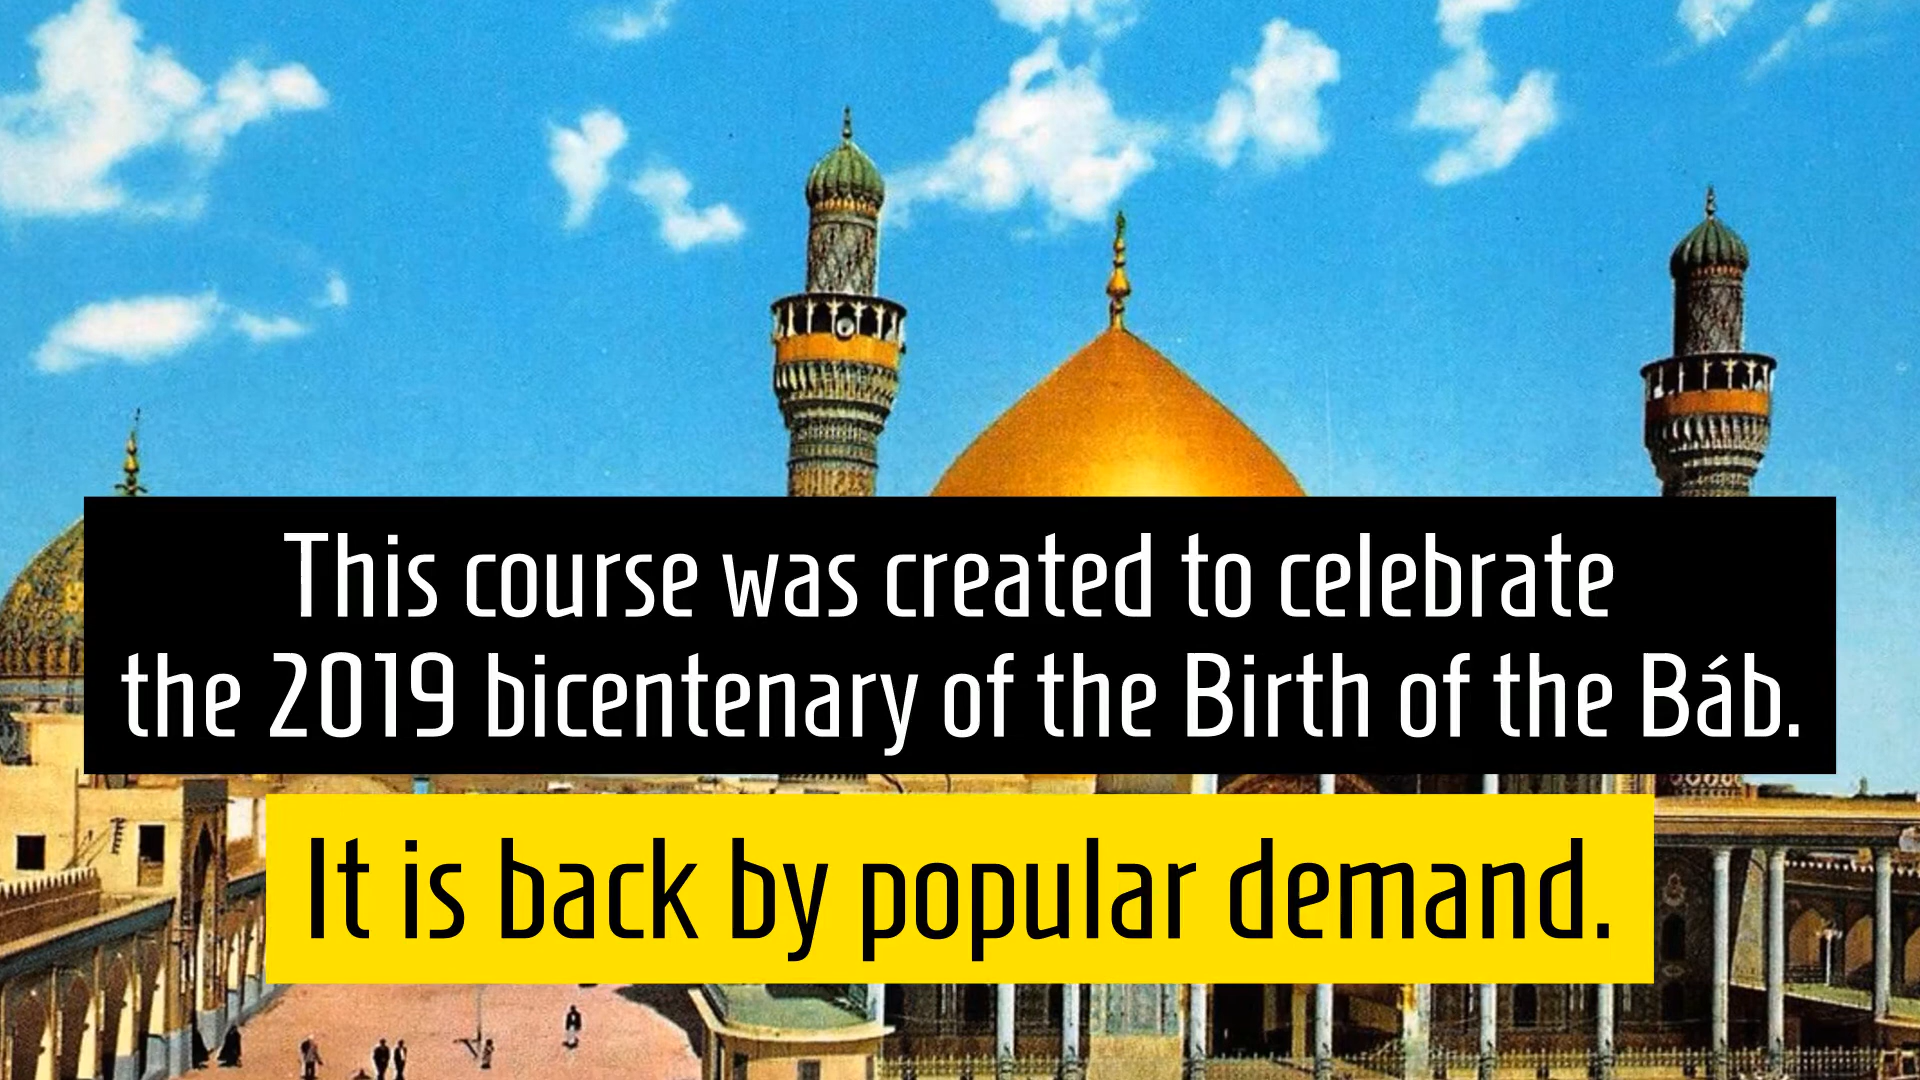 This course was created to celebrate
the 2019 bicentenary of the Birth of the Báb.
It is back by popular demand.